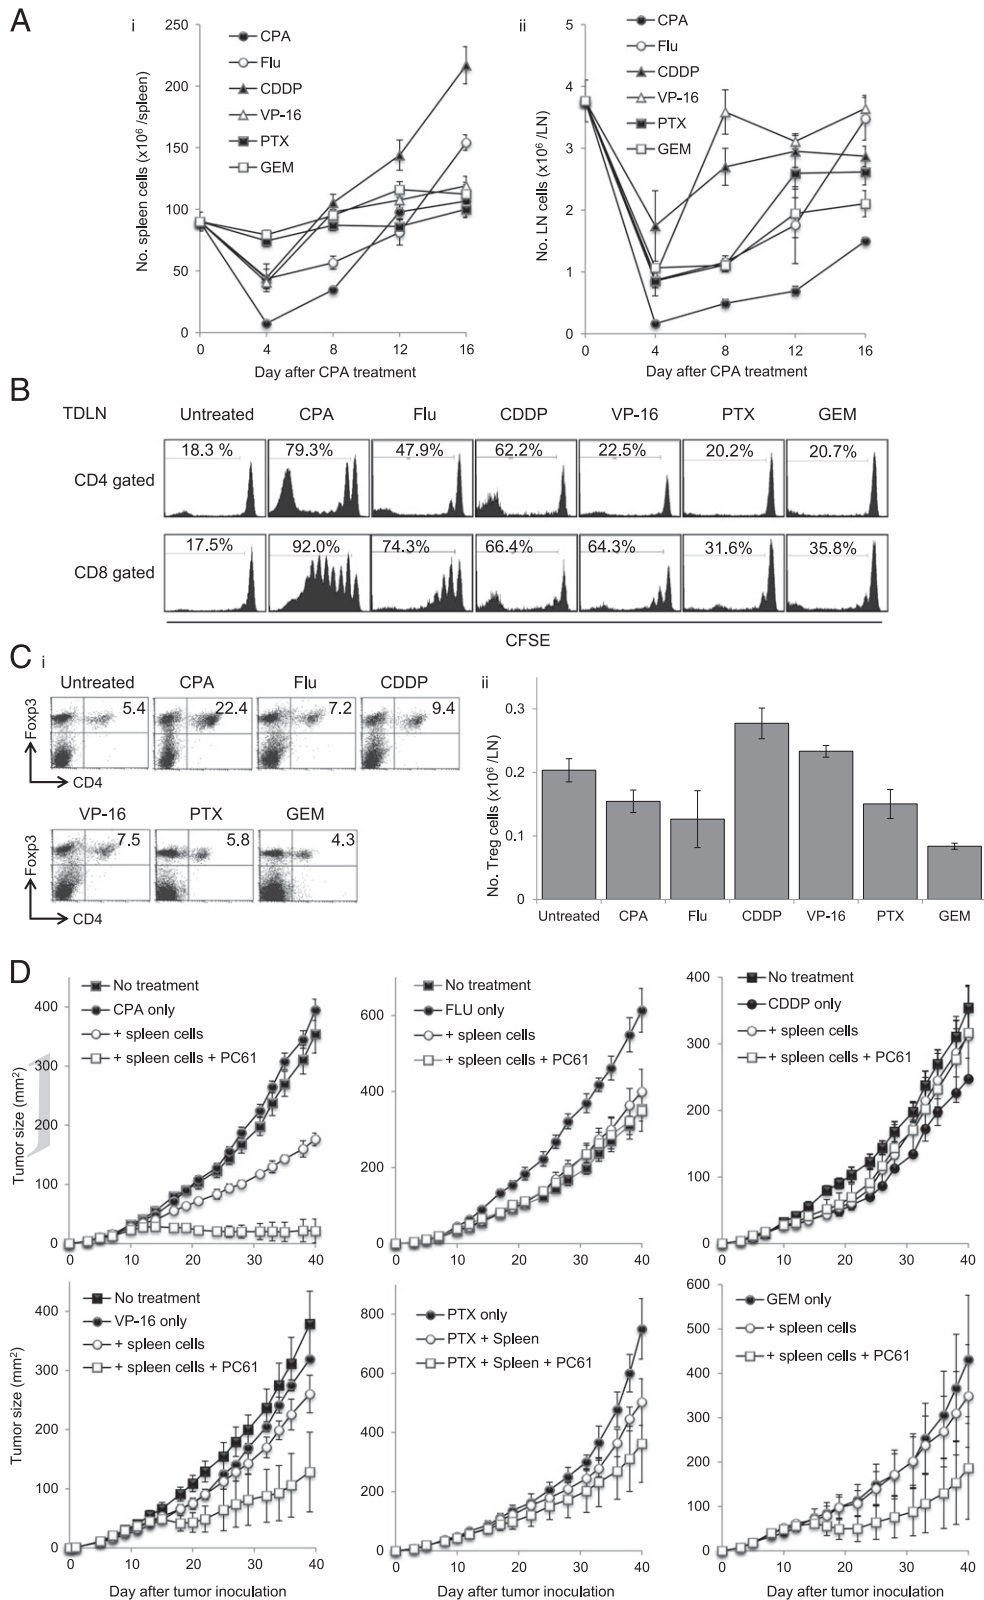 A
i
250
200
150
100
50
0
No. spleen cells (x10⁶ /spleen)
CPA
Flu
CDDP
VP-16
PTX
GEM
0 4 8 12 16
Day after CPA treatment
ii
5
4
3
2
1
0
No. LN cells (x10⁶ /LN)
CPA
Flu
CDDP
VP-16
PTX
GEM
0 4 8 12 16
Day after CPA treatment
B
TDLN Untreated CPA Flu CDDP VP-16 PTX GEM
CD4 gated 18.3 % 79.3% 47.9% 62.2% 22.5% 20.2% 20.7%
CD8 gated 17.5% 92.0% 74.3% 66.4% 64.3% 31.6% 35.8%
CFSE
C
i
Untreated CPA Flu CDDP
Foxp3 5.4 22.4 7.2 9.4
CD4
VP-16 PTX GEM
Foxp3 7.5 5.8 4.3
CD4
ii
0.3
0.2
0.1
0
No. Treg cells (x10⁶ /LN)
Untreated CPA Flu CDDP VP-16 PTX GEM
D
Tumor size (mm²)
400
300
200
100
0
No treatment
CPA only
+ spleen cells
+ spleen cells + PC61
0 10 20 30 40
600
400
200
0
No treatment
FLU only
+ spleen cells
+ spleen cells + PC61
0 10 20 30 40
400
300
200
100
0
No treatment
CDDP only
+ spleen cells
+ spleen cells + PC61
0 10 20 30 40
Tumor size (mm²)
400
300
200
100
0
No treatment
VP-16 only
+ spleen cells
+ spleen cells + PC61
0 10 20 30 40
Day after tumor inoculation
800
600
400
200
0
PTX only
PTX + Spleen
PTX + Spleen + PC61
0 10 20 30 40
Day after tumor inoculation
600
500
400
300
200
100
0
GEM only
+ spleen cells
+ spleen cells + PC61
0 10 20 30 40
Day after tumor inoculation